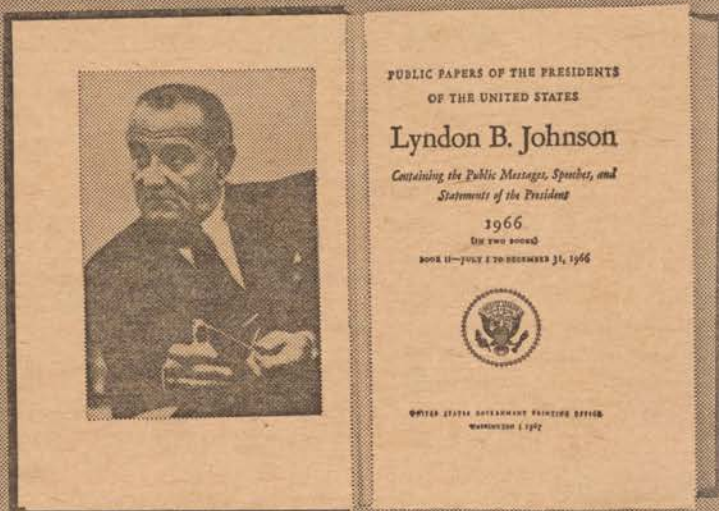 PUBLIC PAPERS OF THE PRESIDENTS
OF THE UNITED STATES
Lyndon B. Johnson
Containing the Public Messages, Speeches, and
Statements of the President
1966
(IN TWO BOOKS)
BOOK II—JULY 1 TO DECEMBER 31, 1966
UNITED STATES GOVERNMENT PRINTING OFFICE
WASHINGTON : 1967